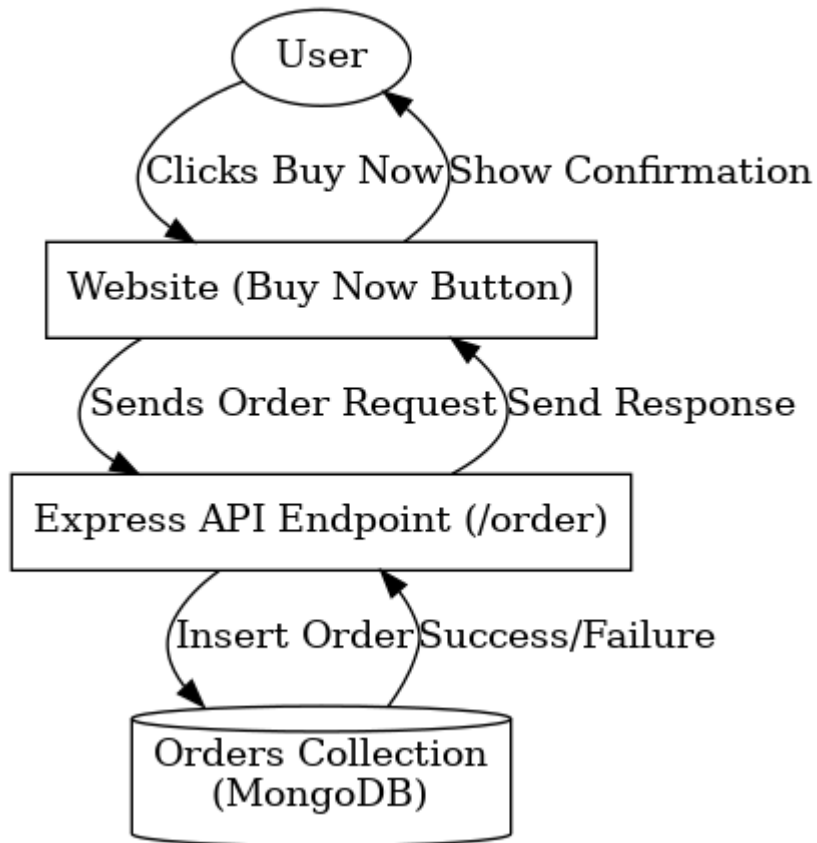 User
Clicks Buy Now
Show Confirmation
Website (Buy Now Button)
Sends Order Request
Send Response
Express API Endpoint (/order)
Insert Order
Success/Failure
Orders Collection
(MongoDB)